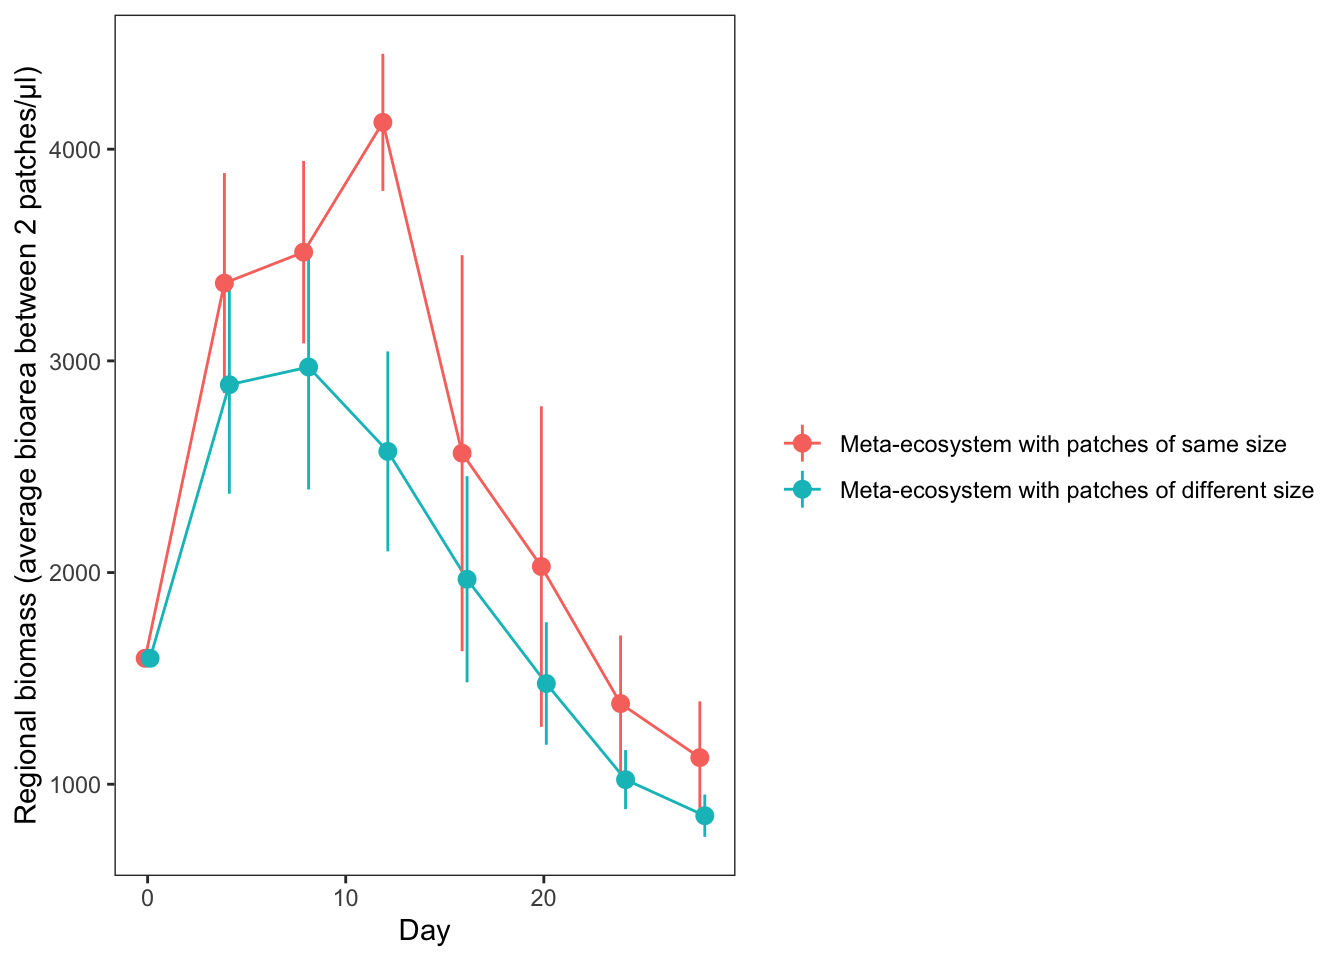 Regional biomass (average bioarea between 2 patches/µl)
4000
3000
2000
1000
0
10
20
Day
Meta-ecosystem with patches of same size
Meta-ecosystem with patches of different size